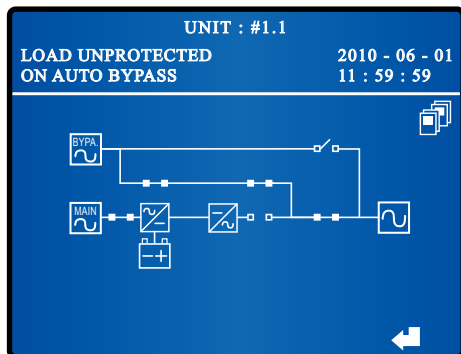 UNIT : #1.1
LOAD UNPROTECTED
2010 - 06 - 01
ON AUTO BYPASS
11 : 59 : 59
BYPA.
MAIN